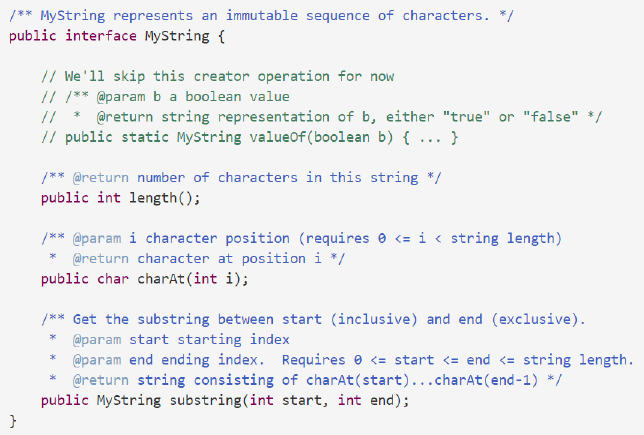 /** MyString represents an immutable sequence of characters. */
public interface MyString {
// We'll skip this creator operation for now
// /** @param b a boolean value
//  *  @return string representation of b, either "true" or "false" */
// public static MyString valueOf(boolean b) { ... }
/** @return number of characters in this string */
public int length();
/** @param i character position (requires 0 <= i < string length)
*  @return character at position i */
public char charAt(int i);
/** Get the substring between start (inclusive) and end (exclusive).
*  @param start starting index
*  @param end ending index.  Requires 0 <= start <= end <= string length.
*  @return string consisting of charAt(start)...charAt(end-1) */
public MyString substring(int start, int end);
}